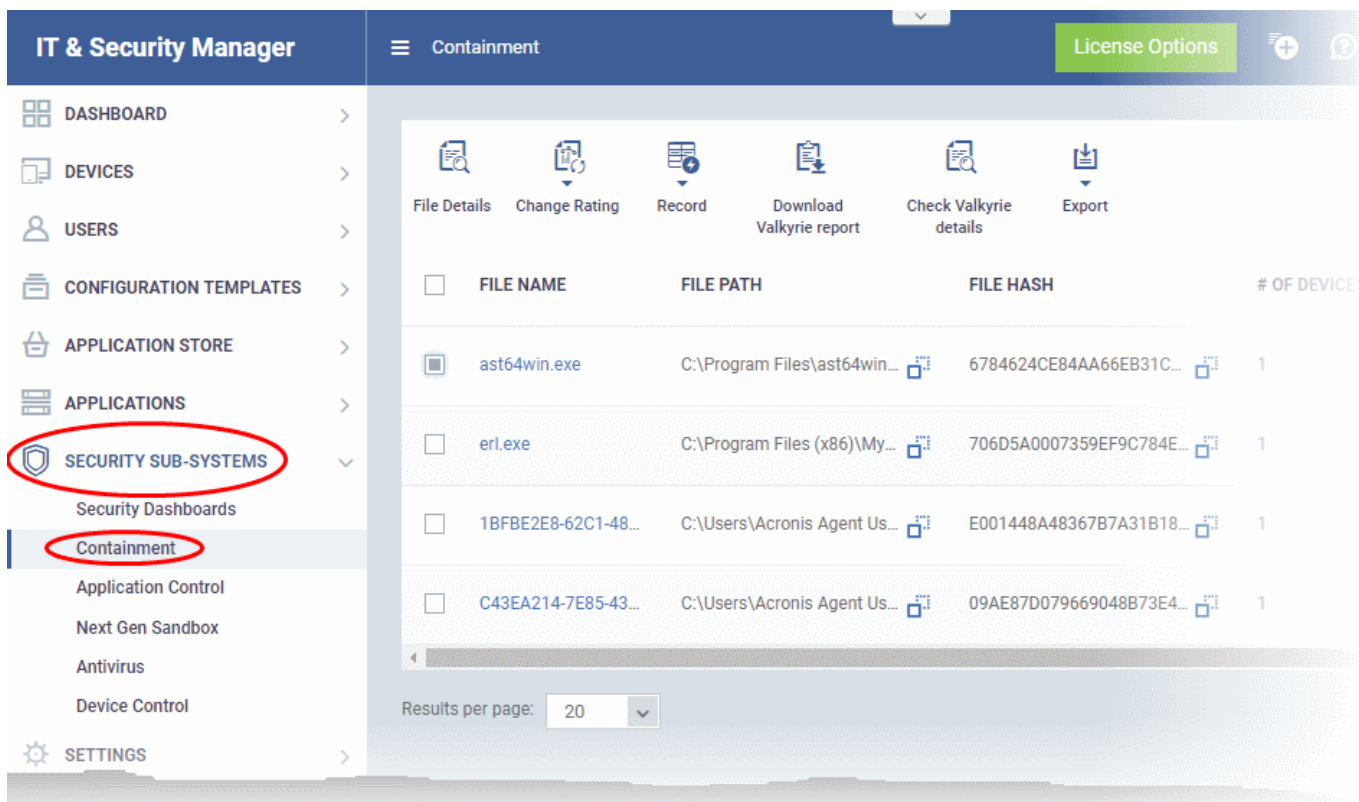 IT & Security Manager
Containment
License Options
DASHBOARD
DEVICES
USERS
CONFIGURATION TEMPLATES
APPLICATION STORE
APPLICATIONS
SECURITY SUB-SYSTEMS
Security Dashboards
Containment
Application Control
Next Gen Sandbox
Antivirus
Device Control
SETTINGS
File Details
Change Rating
Record
Download
Valkyrie report
Check Valkyrie
details
Export
FILE NAME FILE PATH FILE HASH # OF DEVICE
ast64win.exe C:\Program Files\ast64win... 6784624CE84AA66EB31C... 1
erl.exe C:\Program Files (x86)\My... 706D5A0007359EF9C784E... 1
1BFBE2E8-62C1-48... C:\Users\Acronis Agent Us... E001448A48367B7A31B18... 1
C43EA214-7E85-43... C:\Users\Acronis Agent Us... 09AE87D079669048B73E4... 1
Results per page: 20